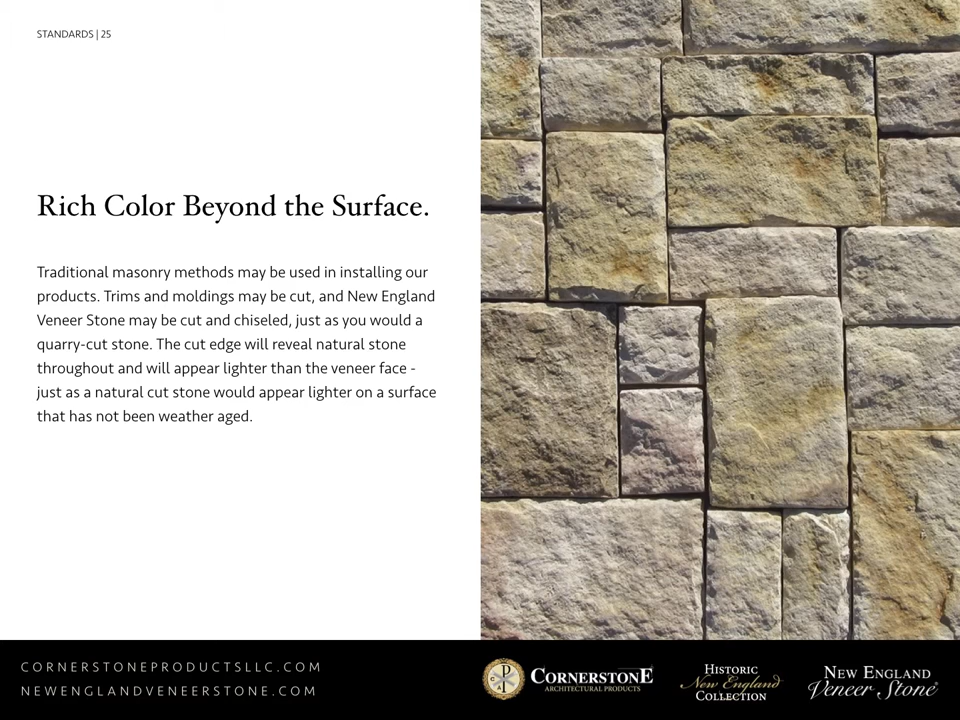 STANDARDS | 25
Rich Color Beyond the Surface.
Traditional masonry methods may be used in installing our
products. Trims and moldings may be cut, and New England
Veneer Stone may be cut and chiseled, just as you would a
quarry-cut stone. The cut edge will reveal natural stone
throughout and will appear lighter than the veneer face -
just as a natural cut stone would appear lighter on a surface
that has not been weather aged.
CORNERSTONEPRODUCTSLLC.COM
NEWENGLANDVENEERSTONE.COM
CORNERSTONE®
ARCHITECTURAL PRODUCTS
HISTORIC
New England
COLLECTION
NEW ENGLAND
Veneer Stone®